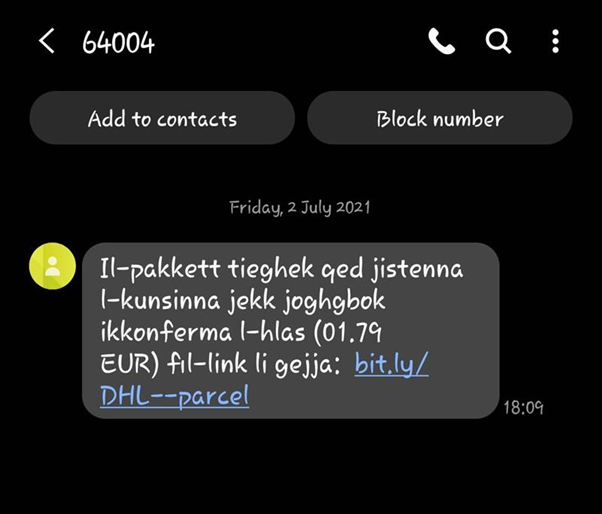 64004
Add to contacts
Block number
Friday, 2 July 2021
Il-pakkett tieghek qed jistenna
l-kunsinna jekk joghgbok
ikkonferma l-hlas (01.79
EUR) fil-link li gejja: bit.ly/
DHL--parcel
18:09